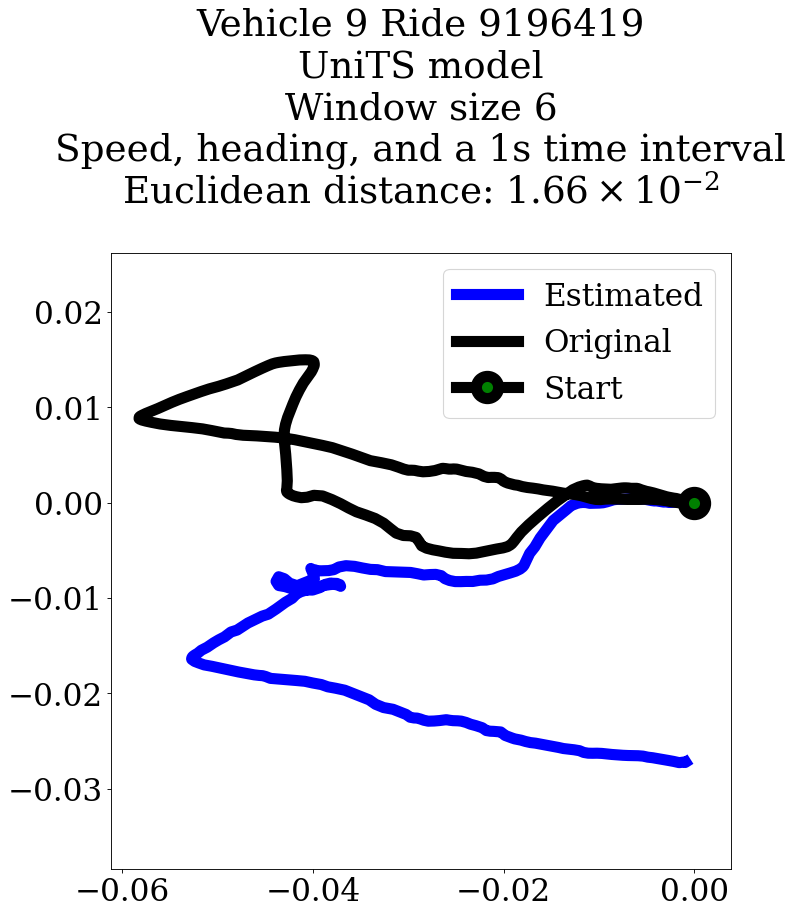 Vehicle 9 Ride 9196419
UniTS model
Window size 6
Speed, heading, and a 1s time interval
Euclidean distance: 1.66 × 10⁻²
Estimated
Original
Start
0.02
0.01
0.00
−0.01
−0.02
−0.03
−0.06 −0.04 −0.02 0.00